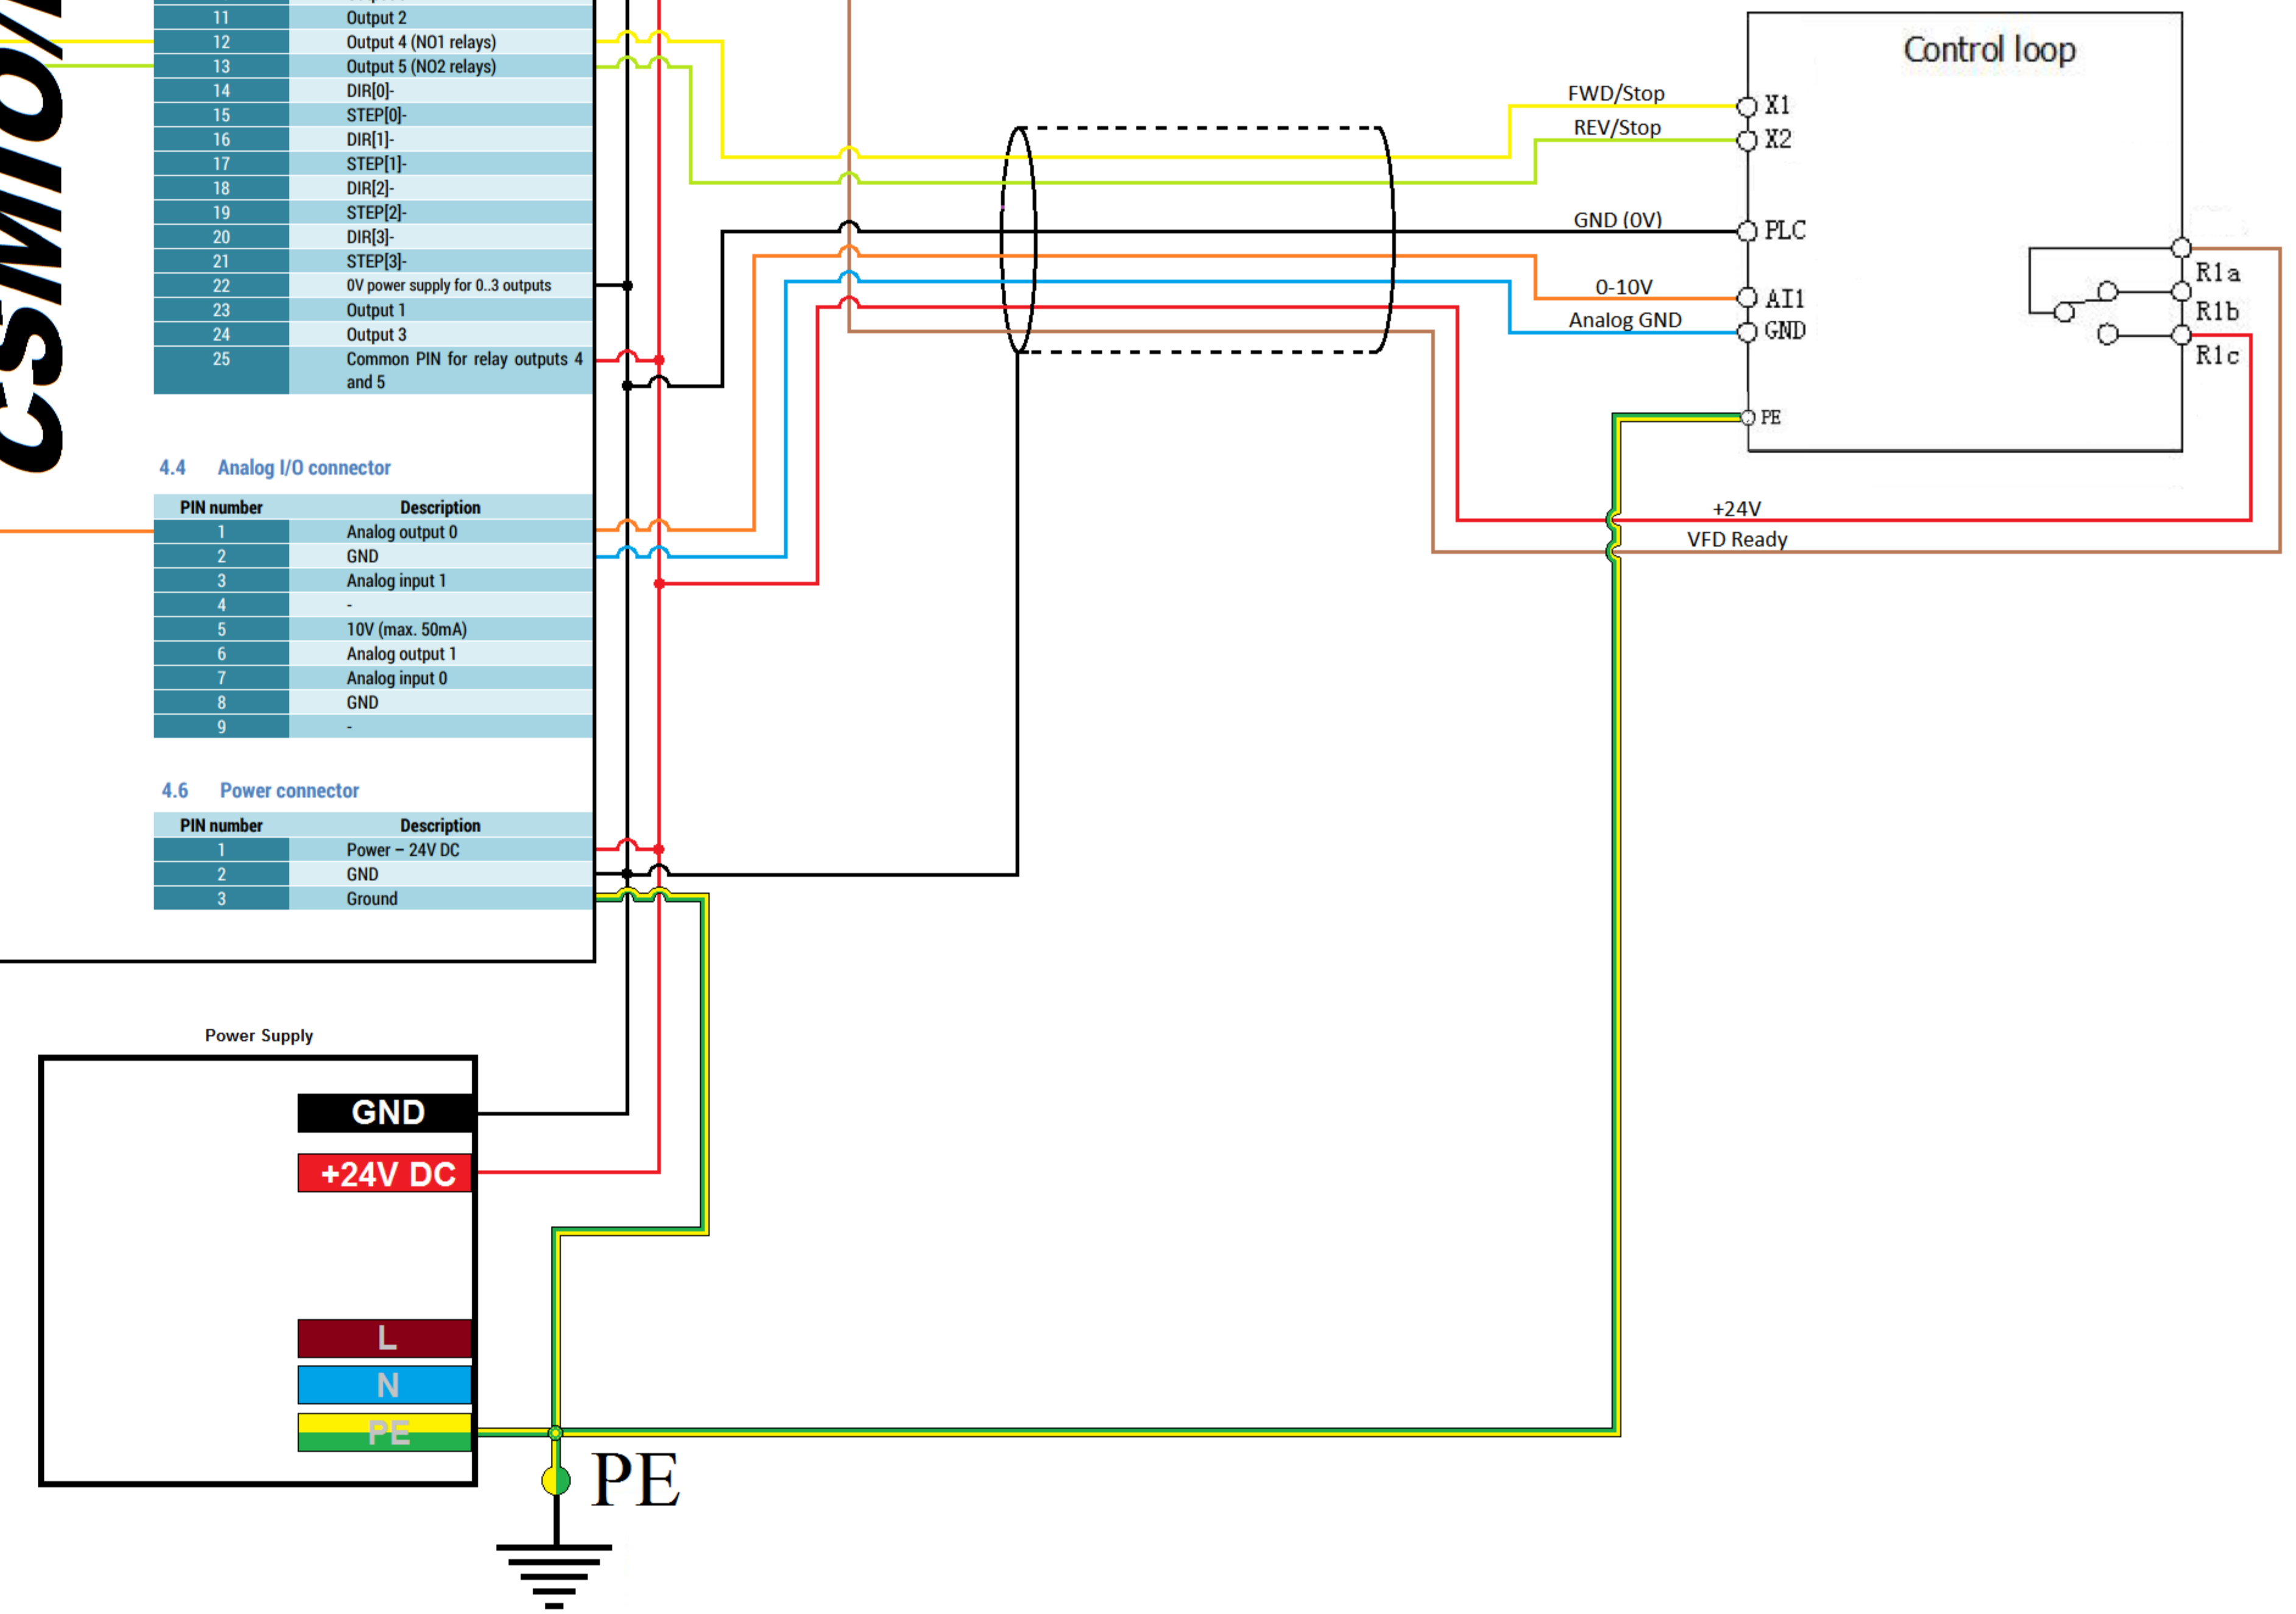 11 Output 2
12 Output 4 (NO1 relays)
13 Output 5 (NO2 relays)
14 DIR[0]-
15 STEP[0]-
16 DIR[1]-
17 STEP[1]-
18 DIR[2]-
19 STEP[2]-
20 DIR[3]-
21 STEP[3]-
22 0V power supply for 0..3 outputs
23 Output 1
24 Output 3
25 Common PIN for relay outputs 4
and 5
4.4 Analog I/O connector
PIN number Description
1 Analog output 0
2 GND
3 Analog input 1
4 -
5 10V (max. 50mA)
6 Analog output 1
7 Analog input 0
8 GND
9 -
4.6 Power connector
PIN number Description
1 Power – 24V DC
2 GND
3 Ground
Power Supply
GND
+24V DC
L
N
PE
PE
Control loop
FWD/Stop X1
REV/Stop X2
GND (0V) PLC
0-10V AI1
Analog GND GND
PE
R1a
R1b
R1c
+24V
VFD Ready